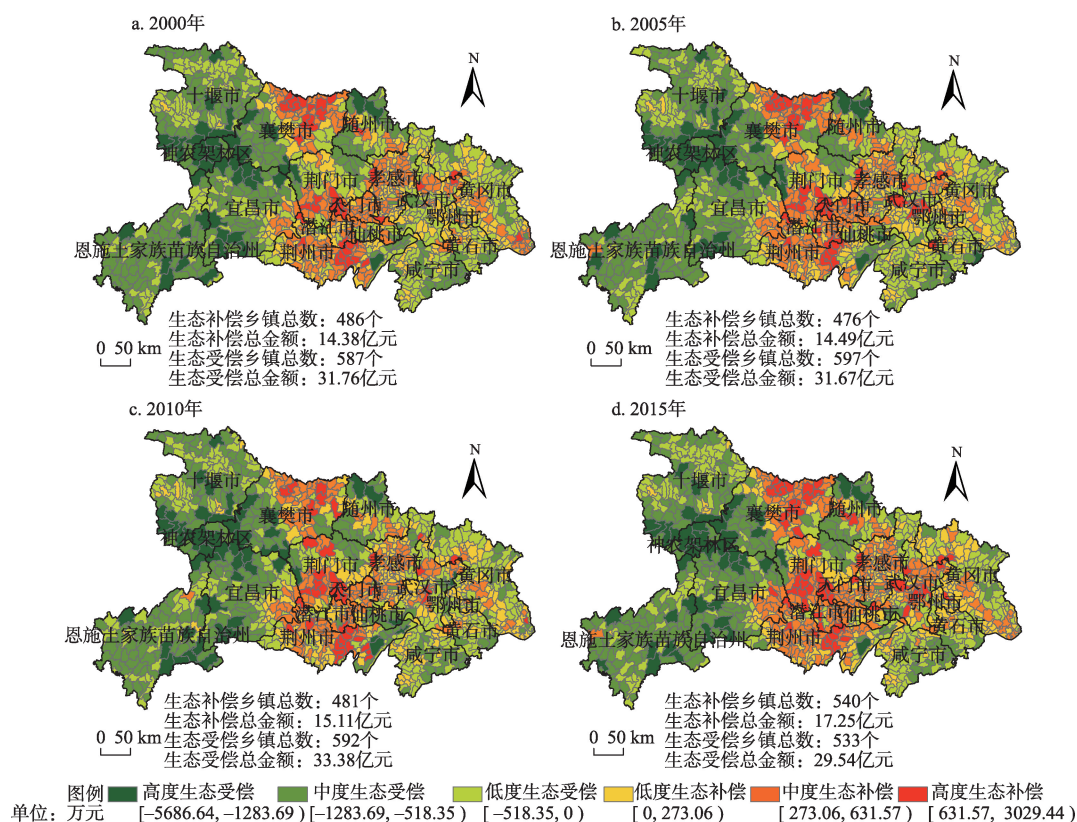 a. 2000年
N
十堰市
襄樊市
随州市
神农架林区
荆门市
孝感市
黄冈市
宜昌市
天门市
武汉市
鄂州市
潜江市
仙桃市
恩施土家族苗族自治州
荆州市
黄石市
咸宁市
0 50 km
生态补偿乡镇总数：486个
生态补偿总金额：14.38亿元
生态受偿乡镇总数：587个
生态受偿总金额：31.76亿元
b. 2005年
N
十堰市
襄樊市
随州市
神农架林区
荆门市
孝感市
黄冈市
宜昌市
天门市
武汉市
鄂州市
潜江市
仙桃市
恩施土家族苗族自治州
荆州市
黄石市
咸宁市
0 50 km
生态补偿乡镇总数：476个
生态补偿总金额：14.49亿元
生态受偿乡镇总数：597个
生态受偿总金额：31.67亿元
c. 2010年
N
十堰市
襄樊市
随州市
神农架林区
荆门市
孝感市
黄冈市
宜昌市
天门市
武汉市
鄂州市
潜江市
仙桃市
恩施土家族苗族自治州
荆州市
黄石市
咸宁市
0 50 km
生态补偿乡镇总数：481个
生态补偿总金额：15.11亿元
生态受偿乡镇总数：592个
生态受偿总金额：33.38亿元
d. 2015年
N
十堰市
襄樊市
随州市
神农架林区
荆门市
孝感市
黄冈市
宜昌市
天门市
武汉市
鄂州市
潜江市
仙桃市
恩施土家族苗族自治州
荆州市
黄石市
咸宁市
0 50 km
生态补偿乡镇总数：540个
生态补偿总金额：17.25亿元
生态受偿乡镇总数：533个
生态受偿总金额：29.54亿元
图例 高度生态受偿 中度生态受偿 低度生态受偿 低度生态补偿 中度生态补偿 高度生态补偿
单位：万元 [−5686.64, −1283.69) [−1283.69, −518.35) [−518.35, 0) [0, 273.06) [273.06, 631.57) [631.57, 3029.44)